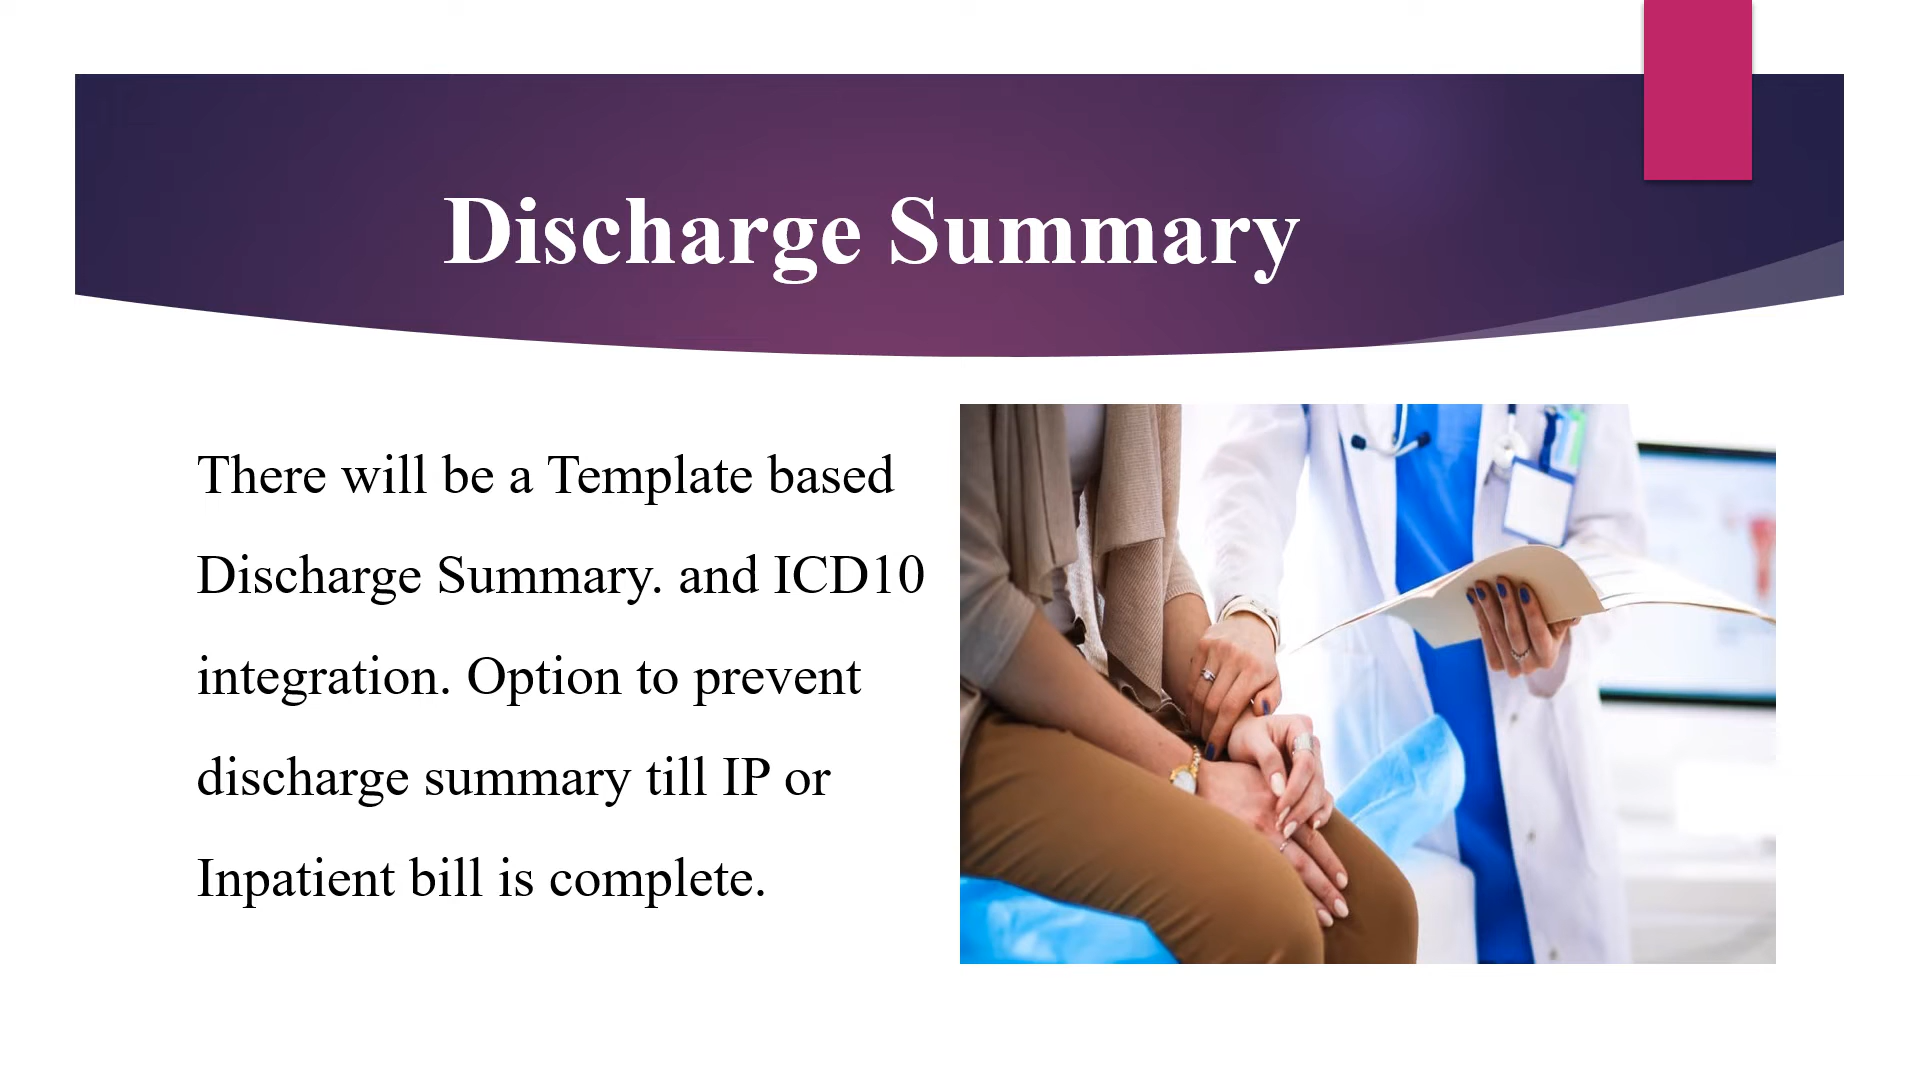 Discharge Summary
There will be a Template based
Discharge Summary. and ICD10
integration. Option to prevent
discharge summary till IP or
Inpatient bill is complete.